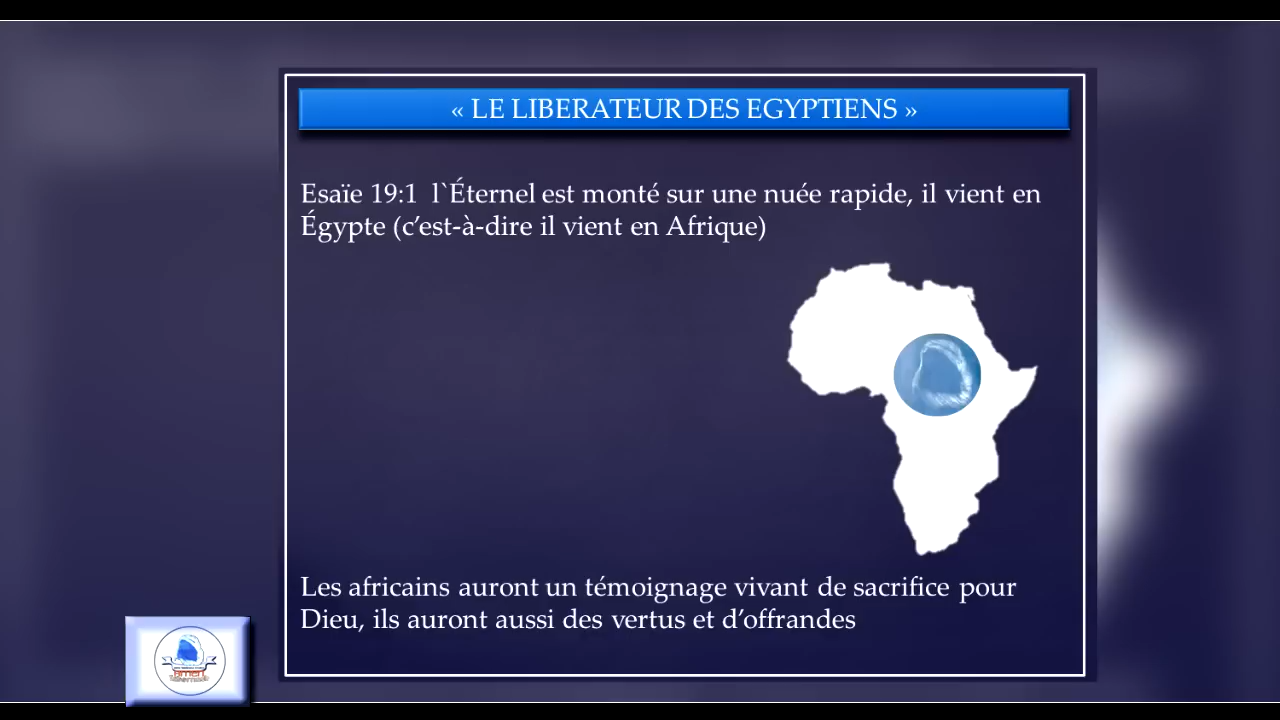 « LE LIBERATEUR DES EGYPTIENS »
Esaïe 19:1 l`Éternel est monté sur une nuée rapide, il vient en
Égypte (c’est-à-dire il vient en Afrique)
Les africains auront un témoignage vivant de sacrifice pour
Dieu, ils auront aussi des vertus et d’offrandes